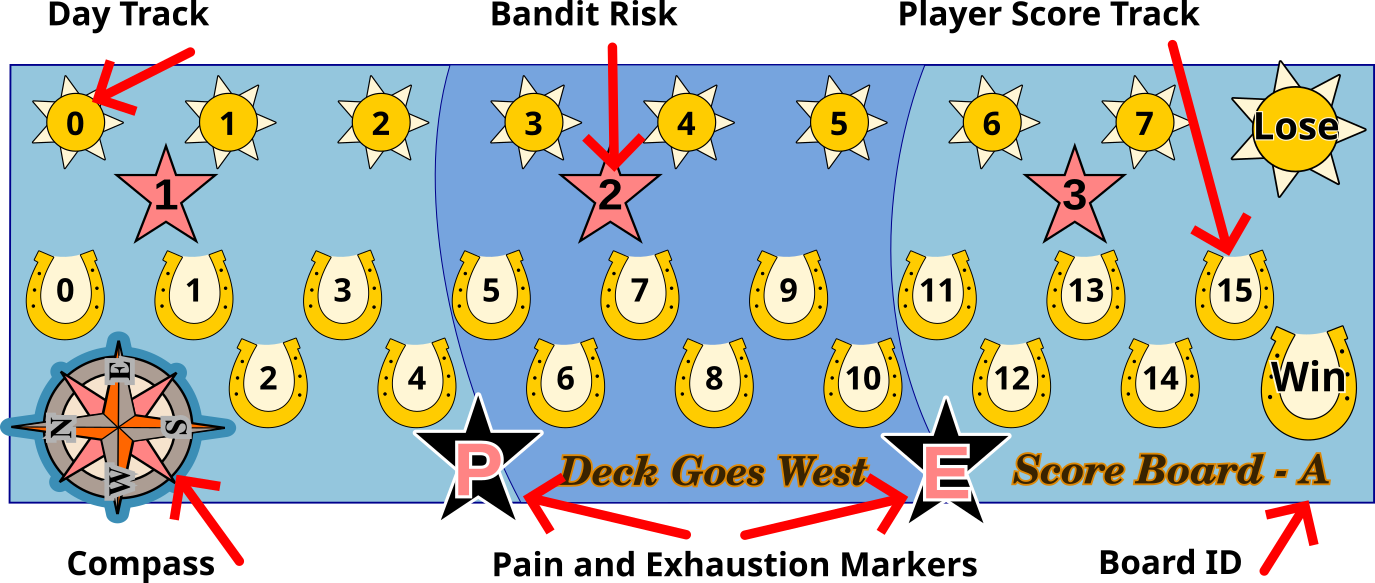 Day Track
Bandit Risk
Player Score Track
0 1 2 3 4 5 6 7 Lose
1 2 3
0 1 3 5 7 9 11 13 15
2 4 6 8 10 12 14 Win
E
N S
W
P Deck Goes West E Score Board - A
Compass
Pain and Exhaustion Markers
Board ID